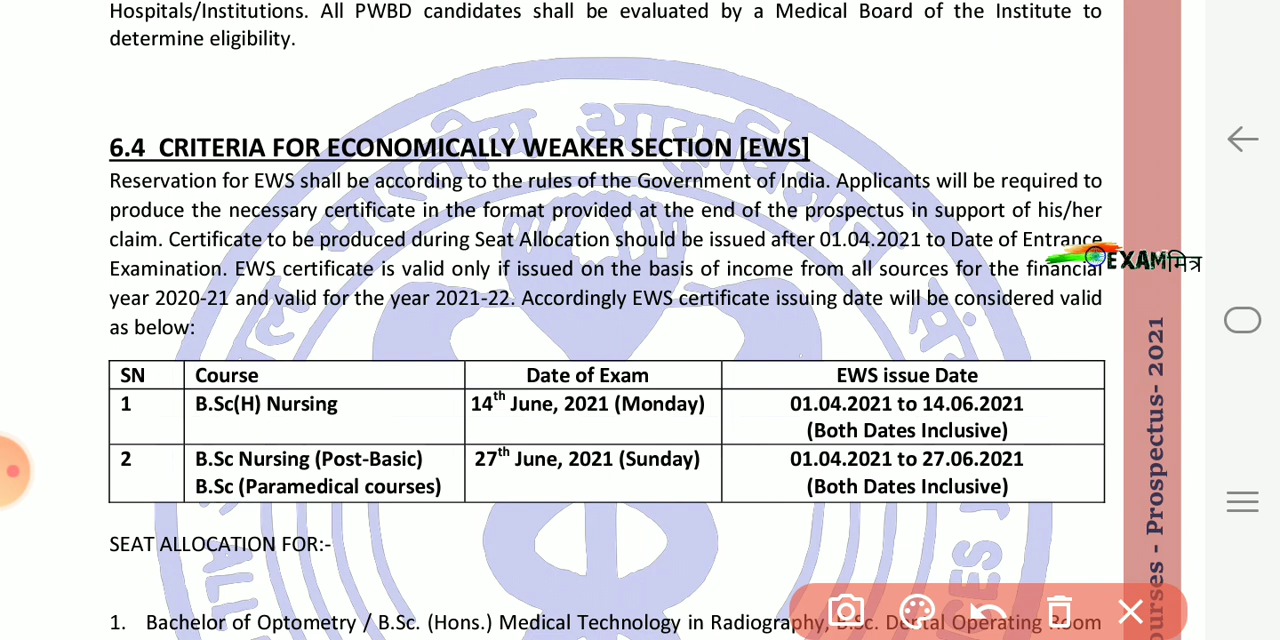 Hospitals/Institutions. All PWBD candidates shall be evaluated by a Medical Board of the Institute to
determine eligibility.
6.4 CRITERIA FOR ECONOMICALLY WEAKER SECTION [EWS]
Reservation for EWS shall be according to the rules of the Government of India. Applicants will be required to
produce the necessary certificate in the format provided at the end of the prospectus in support of his/her
claim. Certificate to be produced during Seat Allocation should be issued after 01.04.2021 to Date of Entrance
Examination. EWS certificate is valid only if issued on the basis of income from all sources for the financial
year 2020-21 and valid for the year 2021-22. Accordingly EWS certificate issuing date will be considered valid
as below:
SN Course Date of Exam EWS issue Date
1 B.Sc(H) Nursing 14th June, 2021 (Monday) 01.04.2021 to 14.06.2021
(Both Dates Inclusive)
2 B.Sc Nursing (Post-Basic) 27th June, 2021 (Sunday) 01.04.2021 to 27.06.2021
B.Sc (Paramedical courses) (Both Dates Inclusive)
SEAT ALLOCATION FOR:-
1. Bachelor of Optometry / B.Sc. (Hons.) Medical Technology in Radiography, B.Sc. Dental Operating Room
EXAMमित्र
urses - Prospectus- 2021